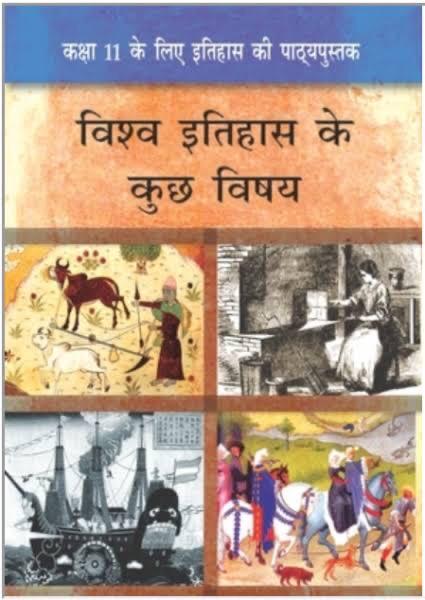 कक्षा 11 के लिए इतिहास की पाठ्यपुस्तक
विश्व इतिहास के
कुछ विषय